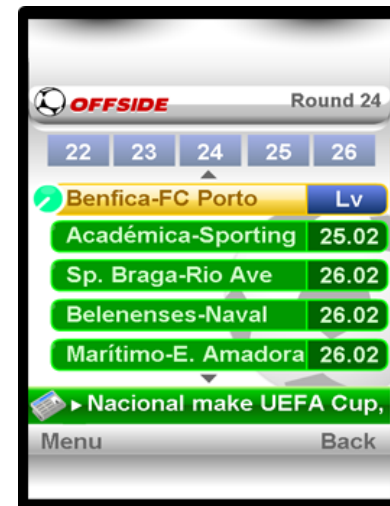 OFFSIDE Round 24
22 23 24 25 26
Benfica-FC Porto Lv
Académica-Sporting 25.02
Sp. Braga-Rio Ave 26.02
Belenenses-Naval 26.02
Marítimo-E. Amadora 26.02
▸ Nacional make UEFA Cup,
Menu Back